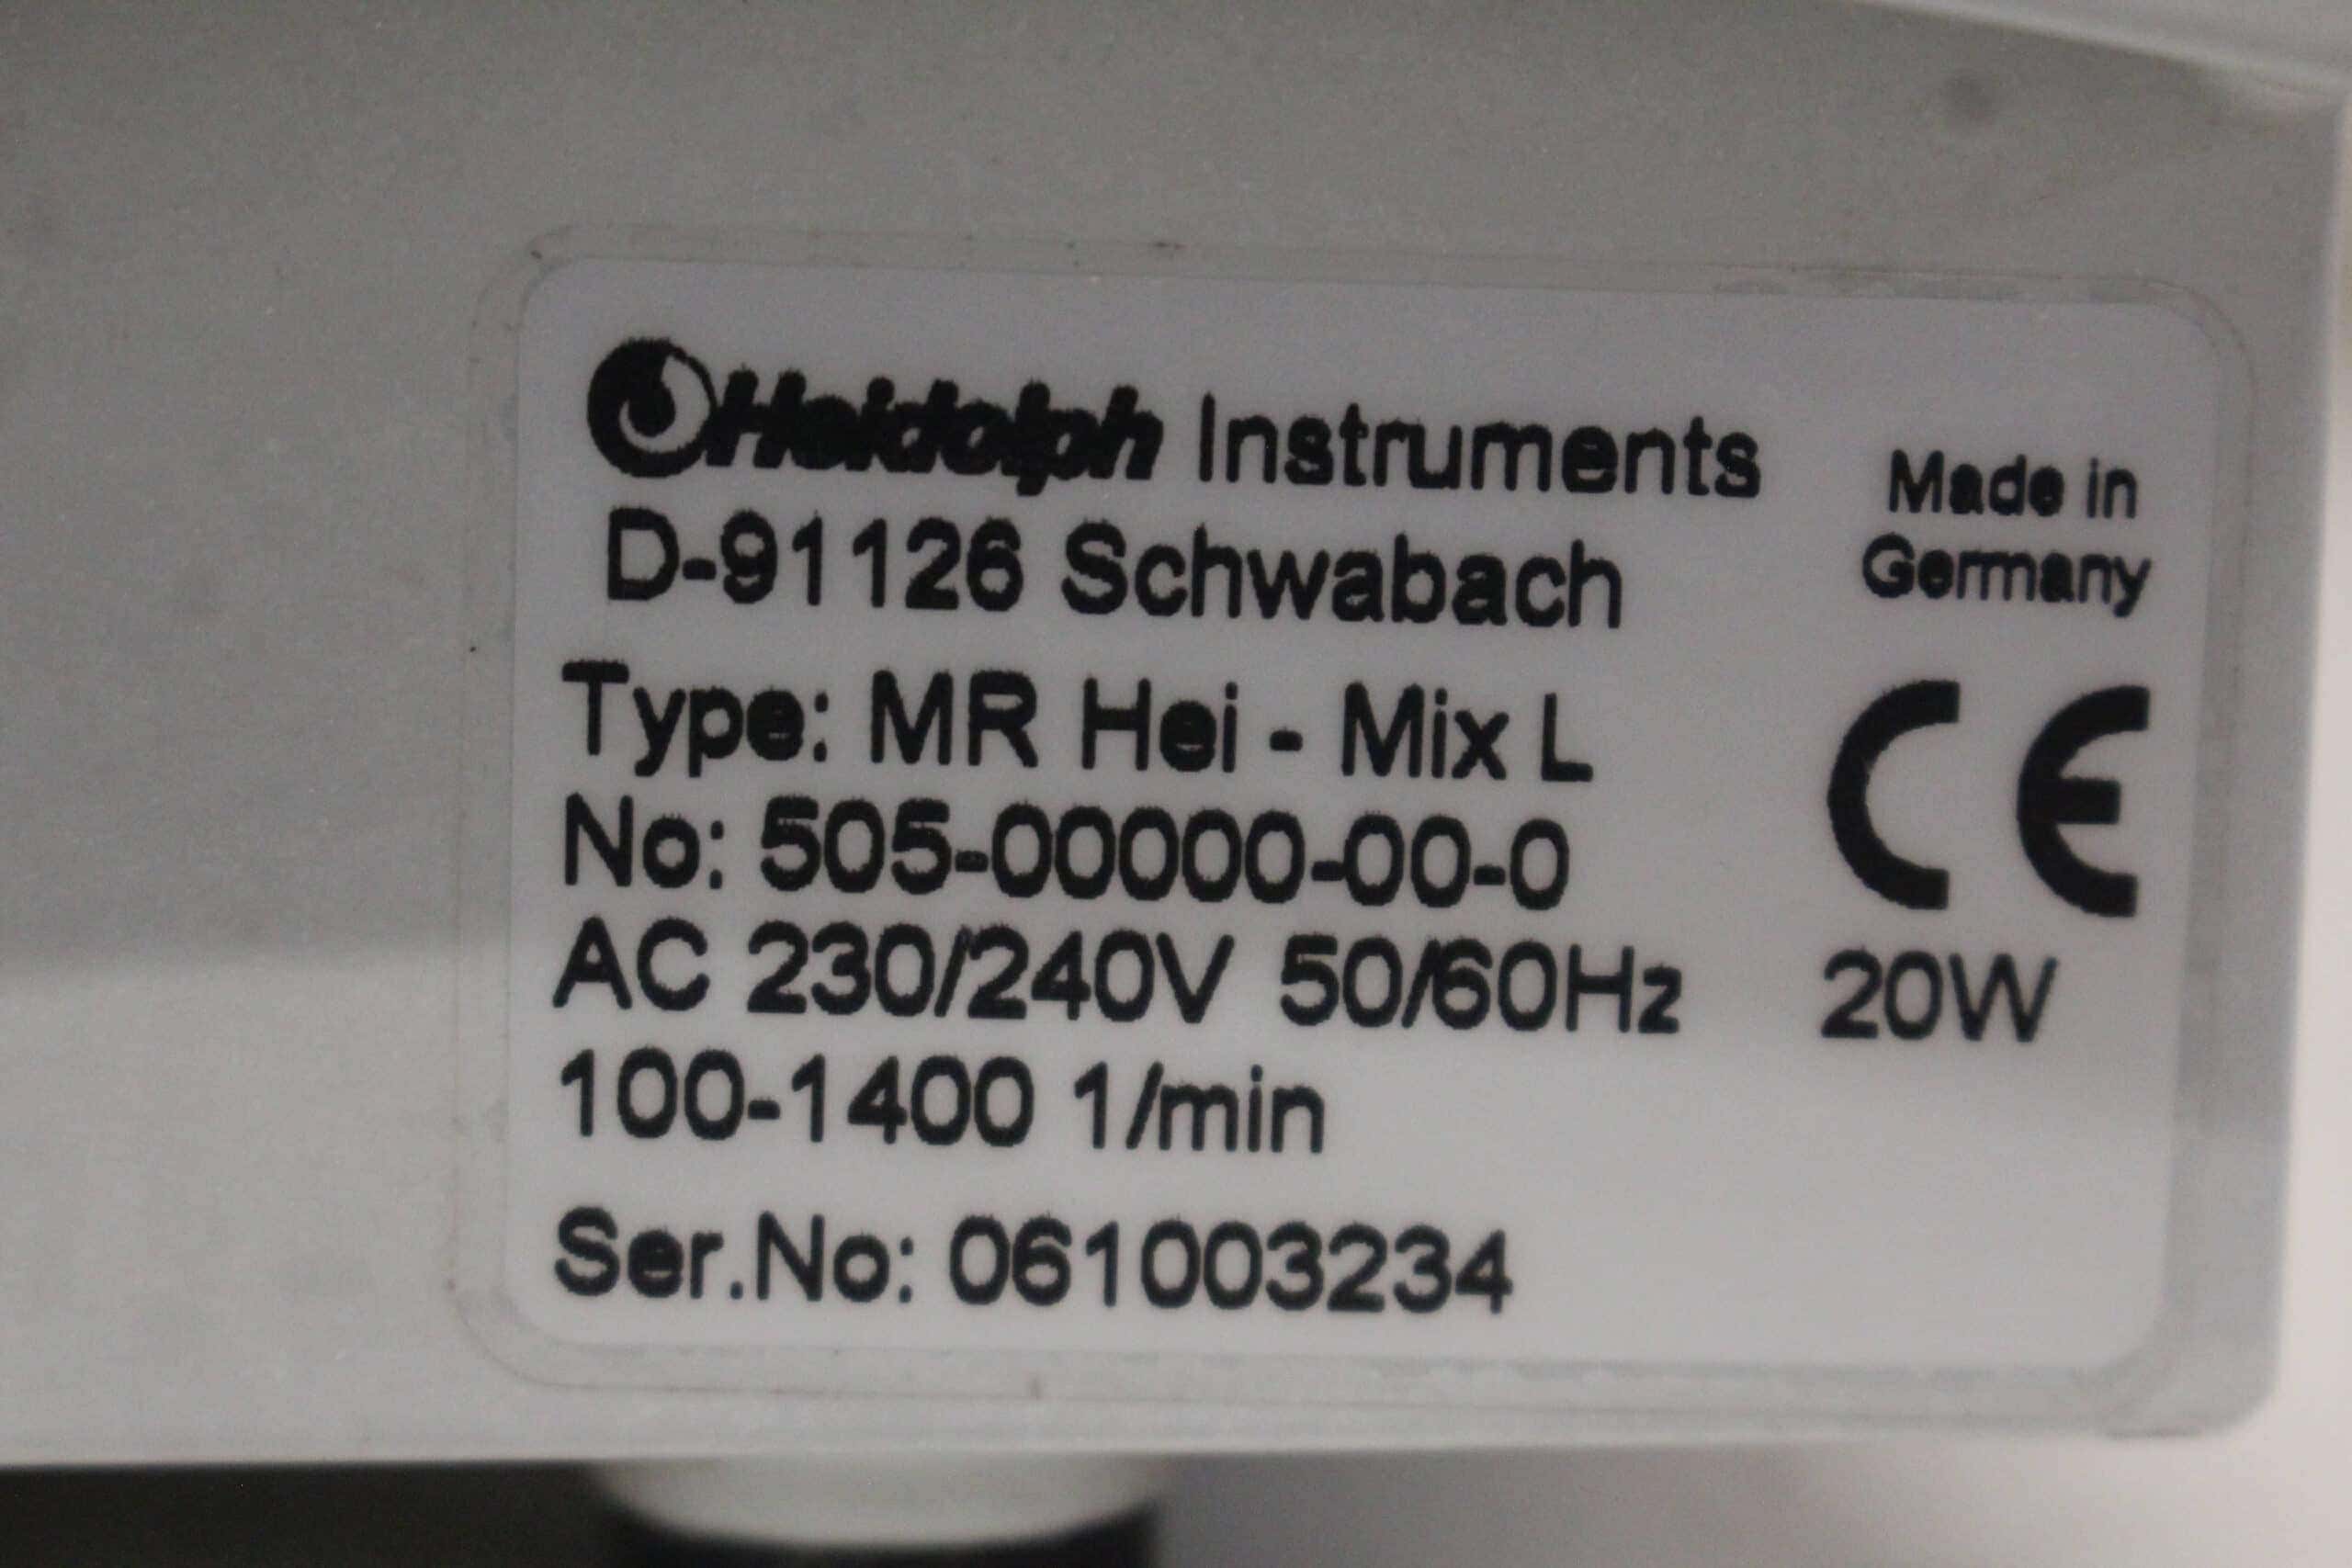 Heidolph Instruments
D-91126 Schwabach
Made in
Germany
Type: MR Hei - Mix L
No: 505-00000-00-0
CE
AC 230/240V 50/60Hz 20W
100-1400 1/min
Ser.No: 061003234